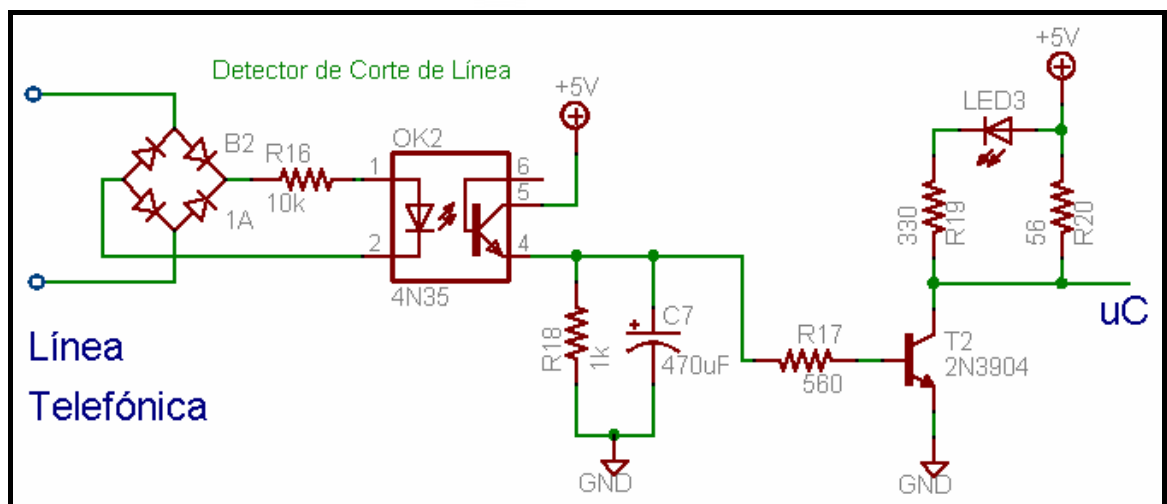 Detector de Corte de Línea
+5V
+5V
LED3
B2
1A
R16
10k
OK2
1
2
6
5
4
4N35
330
R19
56
R20
uC
R18
1k
C7
+
470uF
R17
560
T2
2N3904
GND
GND
Línea
Telefónica